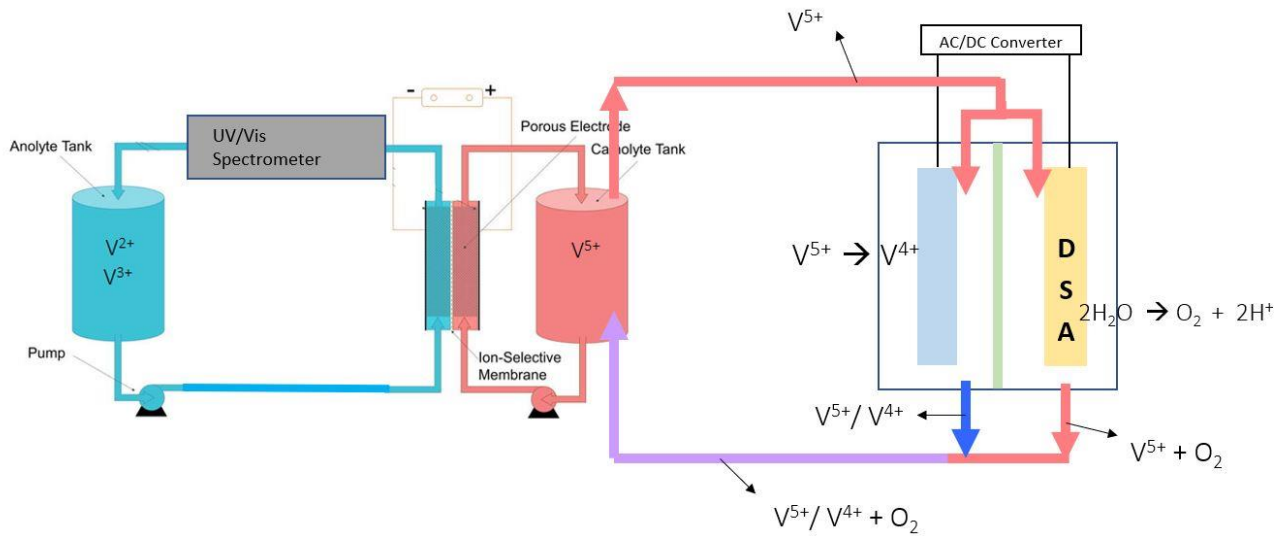 V⁵⁺
AC/DC Converter
- +
UV/Vis
Spectrometer
Anolyte Tank
Porous Electrode
Catholyte Tank
V²⁺
V³⁺
V⁵⁺
V⁵⁺ → V⁴⁺
D
S
A
2H₂O → O₂ + 2H⁺
Pump
Ion-Selective
Membrane
V⁵⁺/ V⁴⁺
V⁵⁺ + O₂
V⁵⁺/ V⁴⁺ + O₂